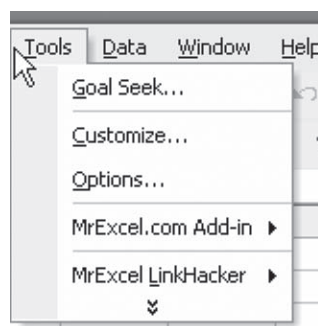 Tools Data Window Help
Goal Seek...
Customize...
Options...
MrExcel.com Add-in
MrExcel LinkHacker